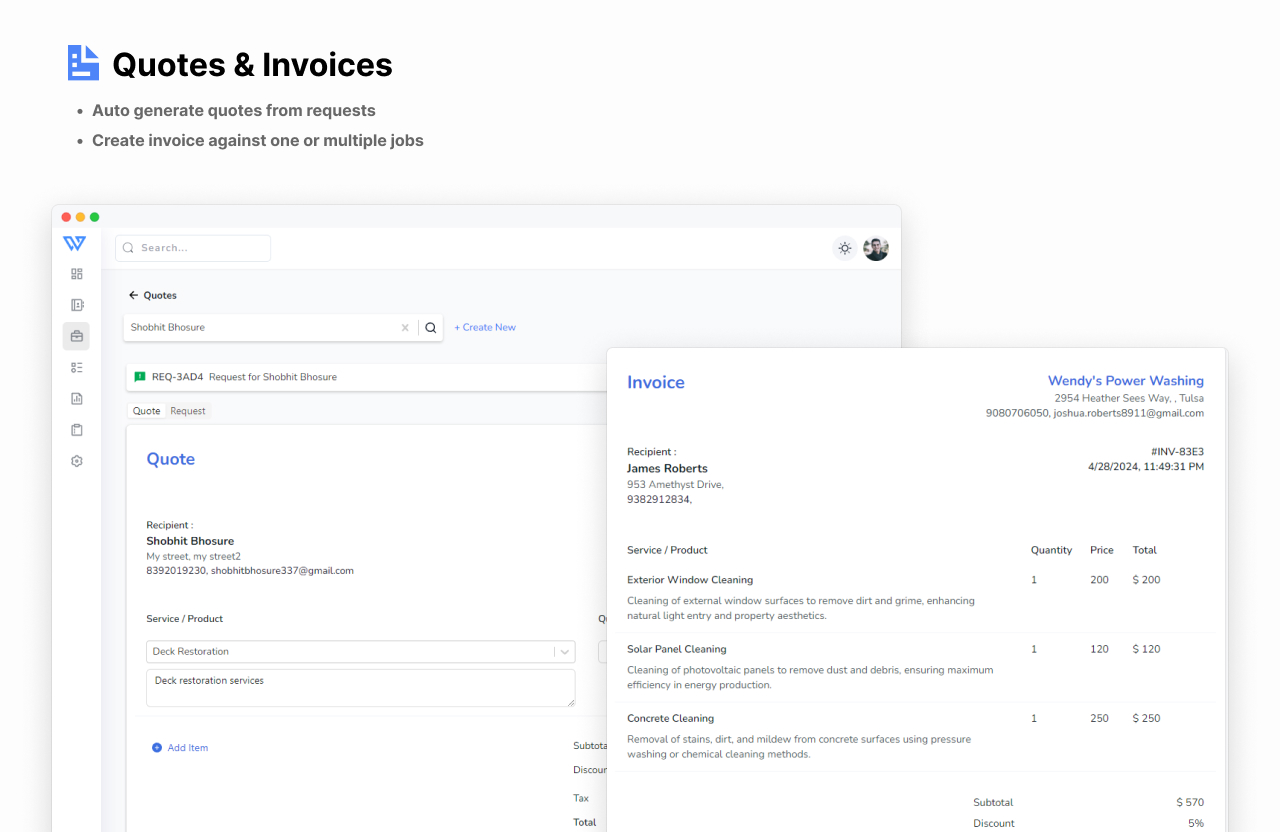 Quotes & Invoices
• Auto generate quotes from requests
• Create invoice against one or multiple jobs
Search...
Quotes
Shobhit Bhosure
+ Create New
REQ-3AD4 Request for Shobhit Bhosure
Quote Request
Quote
Recipient :
Shobhit Bhosure
My street, my street2
8392019230, shobhitbhosure337@gmail.com
Service / Product
Deck Restoration
Deck restoration services
Add Item
Tax
Total
Invoice
Wendy's Power Washing
2954 Heather Sees Way, , Tulsa
9080706050, joshua.roberts8911@gmail.com
Recipient :
#INV-83E3
James Roberts
4/28/2024, 11:49:31 PM
953 Amethyst Drive,
9382912834,
Service / Product Quantity Price Total
Exterior Window Cleaning 1 200 $ 200
Cleaning of external window surfaces to remove dirt and grime, enhancing
natural light entry and property aesthetics.
Solar Panel Cleaning 1 120 $ 120
Cleaning of photovoltaic panels to remove dust and debris, ensuring maximum
efficiency in energy production.
Concrete Cleaning 1 250 $ 250
Removal of stains, dirt, and mildew from concrete surfaces using pressure
washing or chemical cleaning methods.
Subtotal $ 570
Discount 5%